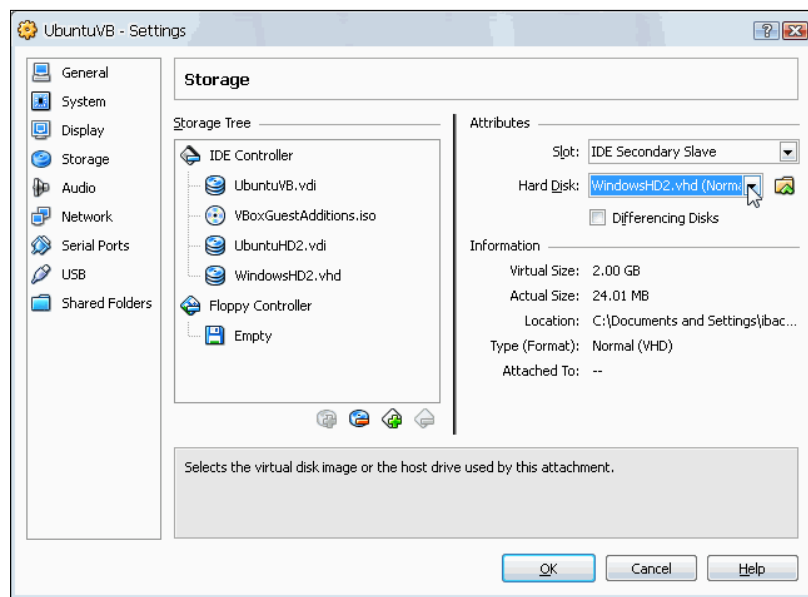 UbuntuVB - Settings
General
System
Display
Storage
Audio
Network
Serial Ports
USB
Shared Folders
Storage
Storage Tree
IDE Controller
UbuntuVB.vdi
VBoxGuestAdditions.iso
UbuntuHD2.vdi
WindowsHD2.vhd
Floppy Controller
Empty
Attributes
Slot: IDE Secondary Slave
Hard Disk: WindowsHD2.vhd (Norma
Differencing Disks
Information
Virtual Size: 2.00 GB
Actual Size: 24.01 MB
Location: C:\Documents and Settings\ibac...
Type (Format): Normal (VHD)
Attached To: --
Selects the virtual disk image or the host drive used by this attachment.
OK Cancel Help